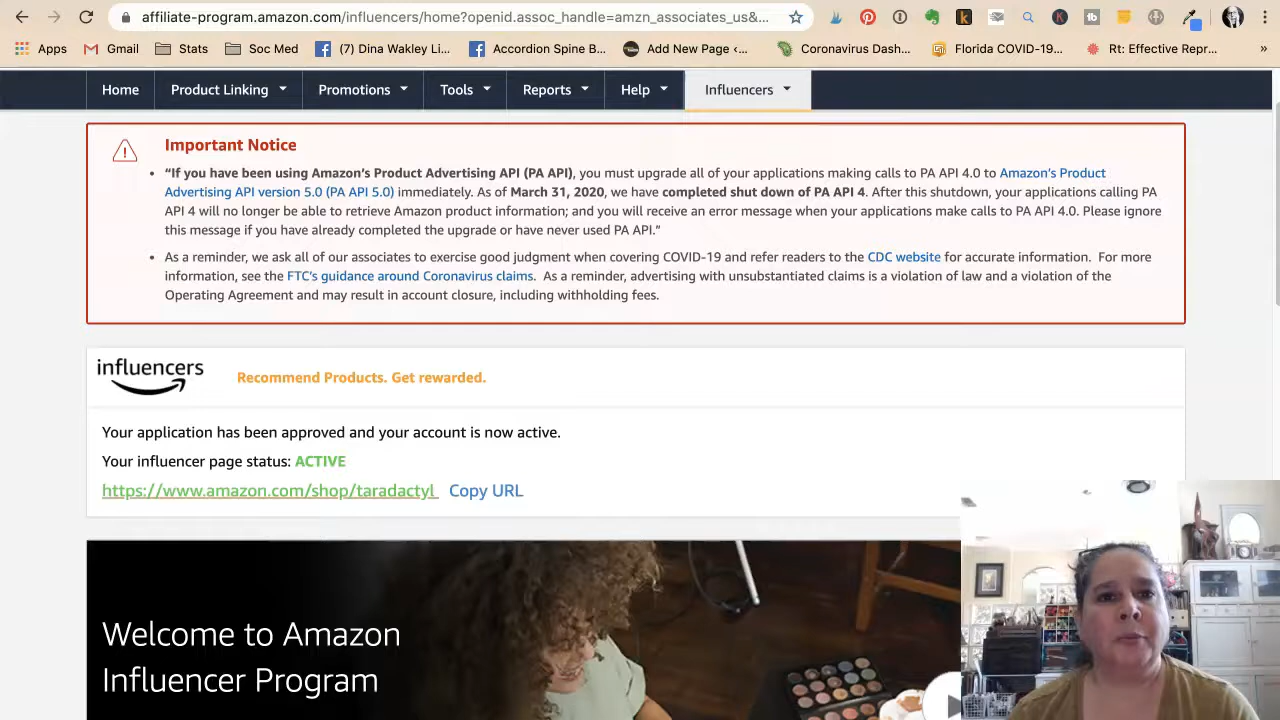 affiliate-program.amazon.com/influencers/home?openid.assoc_handle=amzn_associates_us&...
Apps Gmail Stats Soc Med (7) Dina Wakley Li... Accordion Spine B... Add New Page ‹... Coronavirus Dash... Florida COVID-19... Rt: Effective Repr... »
Home Product Linking Promotions Tools Reports Help Influencers
Important Notice
• “If you have been using Amazon’s Product Advertising API (PA API), you must upgrade all of your applications making calls to PA API 4.0 to Amazon’s Product
Advertising API version 5.0 (PA API 5.0) immediately. As of March 31, 2020, we have completed shut down of PA API 4. After this shutdown, your applications calling PA
API 4 will no longer be able to retrieve Amazon product information; and you will receive an error message when your applications make calls to PA API 4.0. Please ignore
this message if you have already completed the upgrade or have never used PA API.”
• As a reminder, we ask all of our associates to exercise good judgment when covering COVID-19 and refer readers to the CDC website for accurate information. For more
information, see the FTC’s guidance around Coronavirus claims. As a reminder, advertising with unsubstantiated claims is a violation of law and a violation of the
Operating Agreement and may result in account closure, including withholding fees.
influencers
Recommend Products. Get rewarded.
Your application has been approved and your account is now active.
Your influencer page status: ACTIVE
https://www.amazon.com/shop/taradactyl Copy URL
Welcome to Amazon
Influencer Program